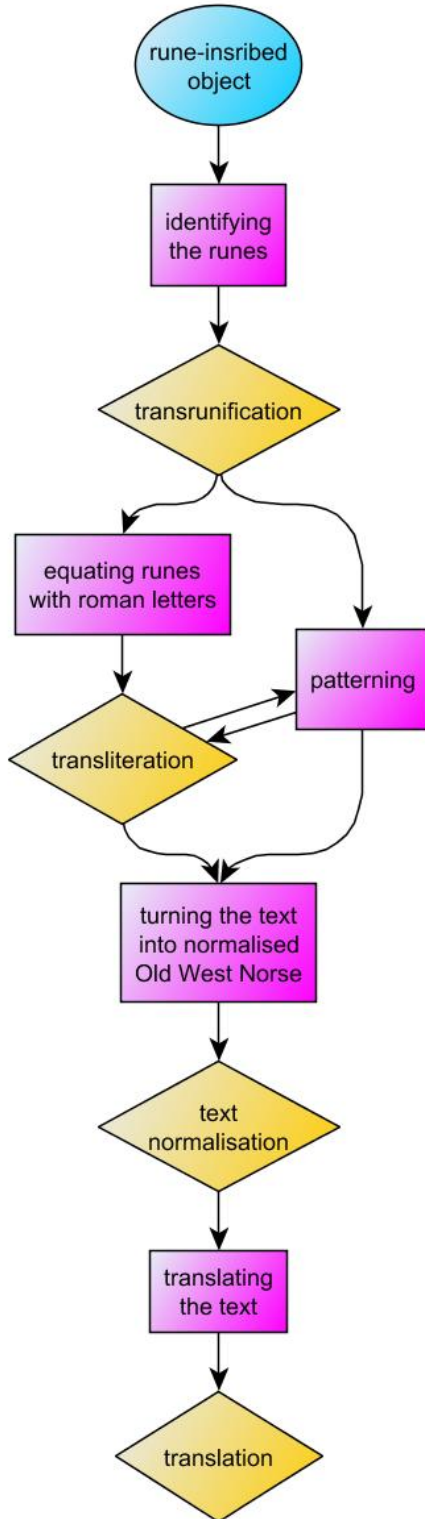 rune-insribed
object
identifying
the runes
transrunification
equating runes
with roman letters
patterning
transliteration
turning the text
into normalised
Old West Norse
text
normalisation
translating
the text
translation